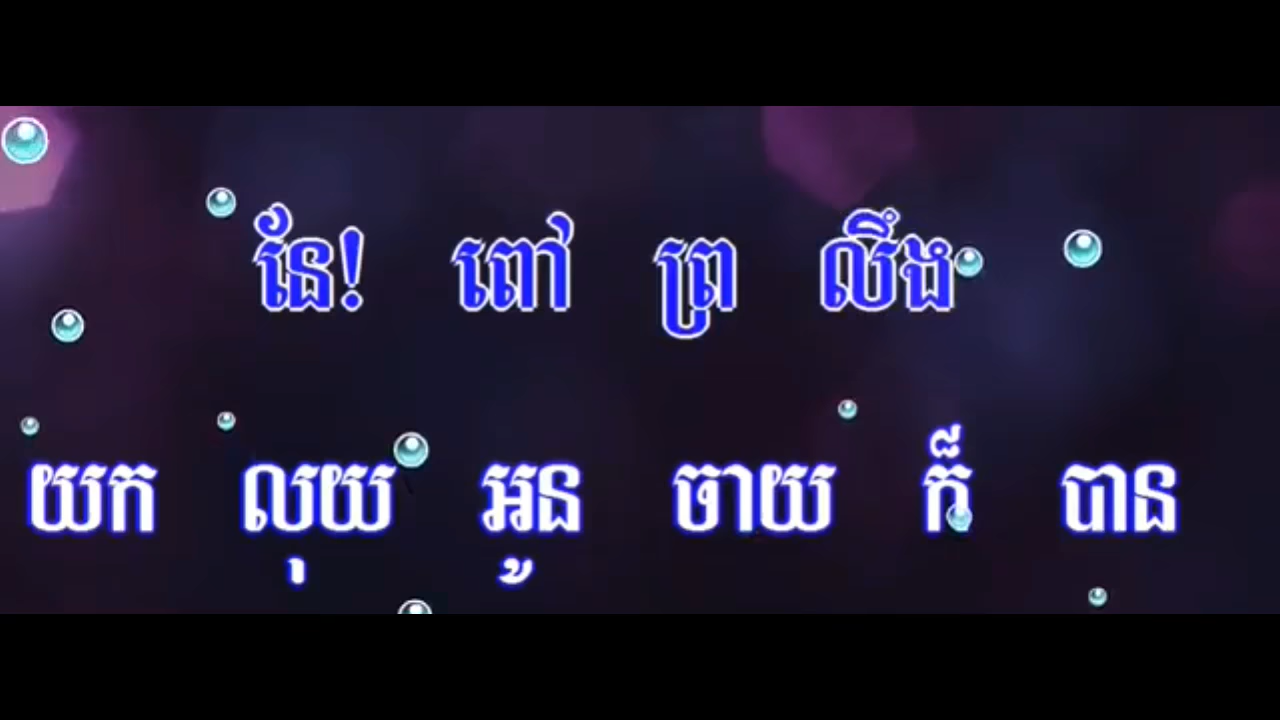 នែ៎! ពៅ ព្រ លឹង
យក លុយ អូន ចាយ ក៏ បាន